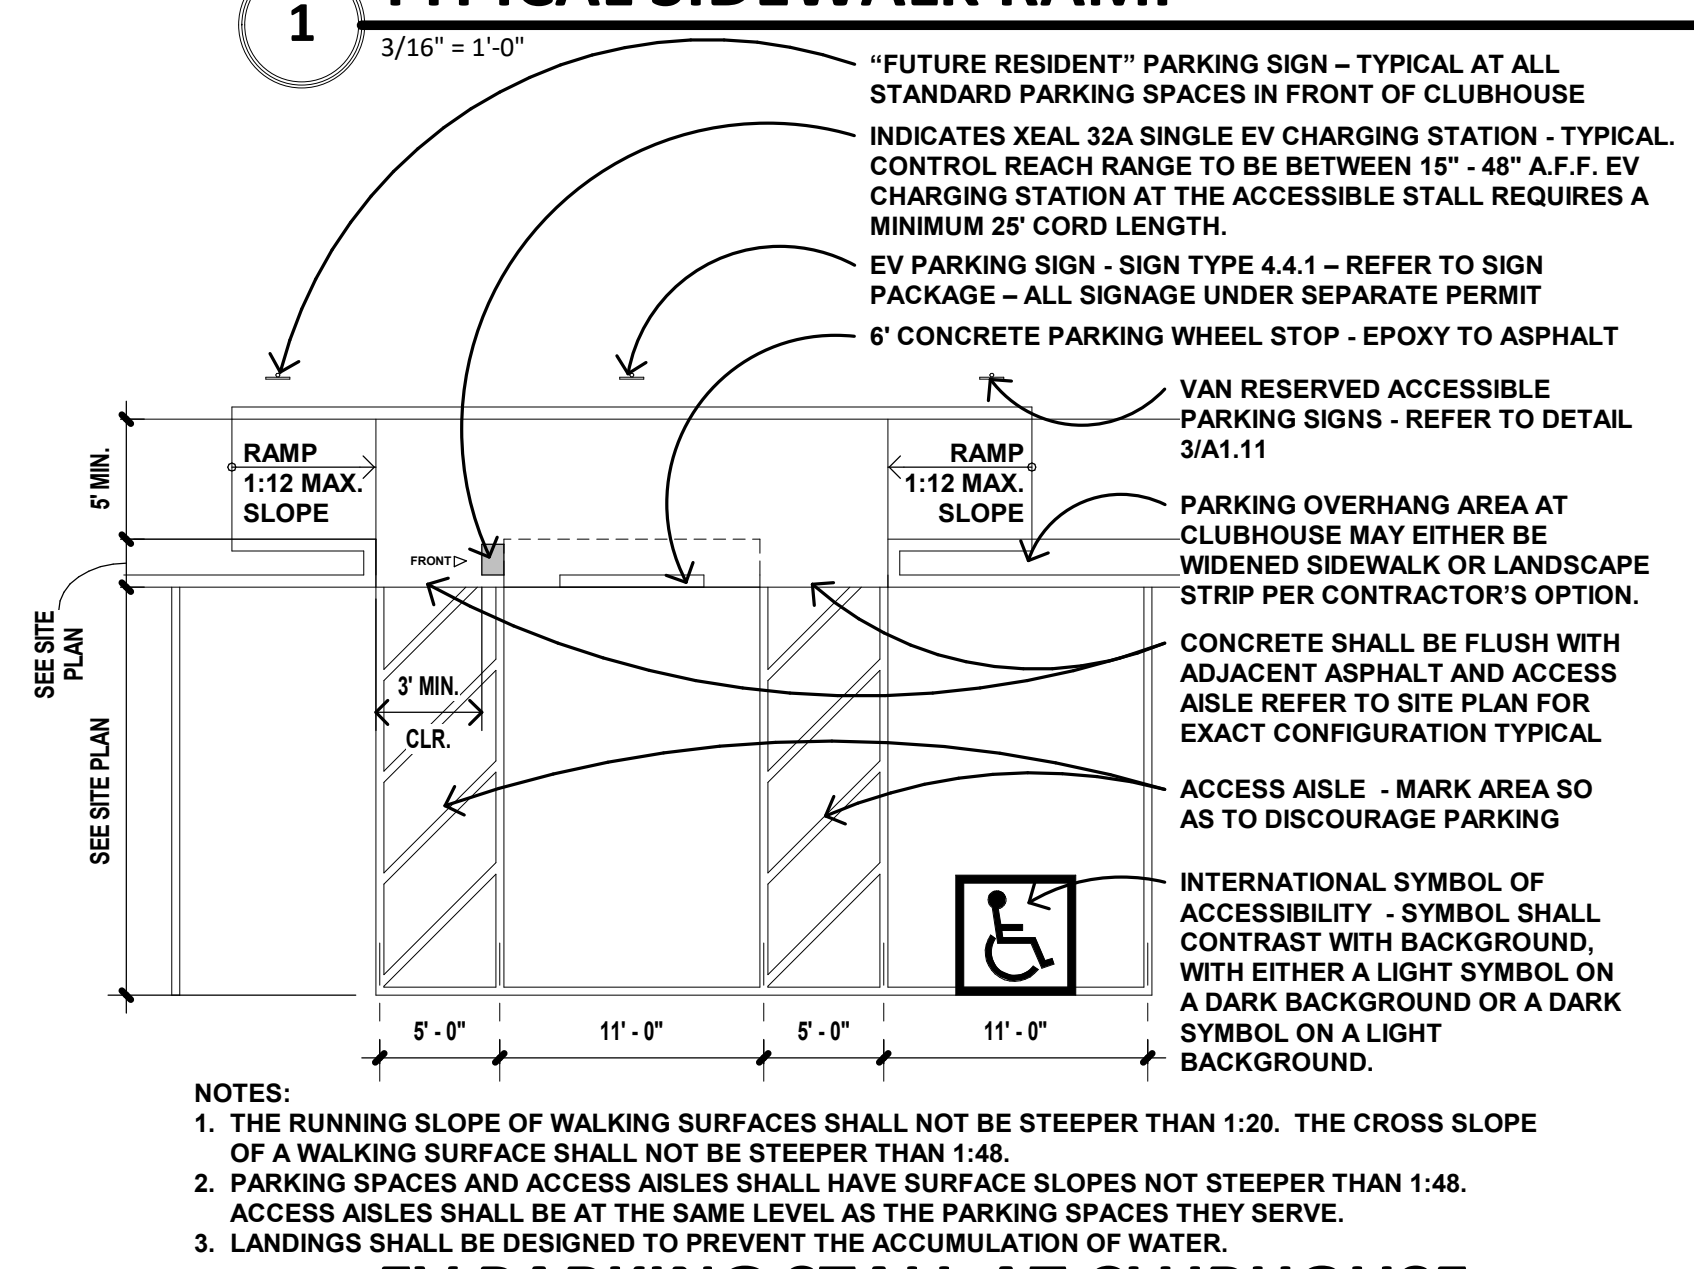 1
TYPICAL SIDEWALK RAMP
3/16" = 1'-0"
“FUTURE RESIDENT” PARKING SIGN – TYPICAL AT ALL
STANDARD PARKING SPACES IN FRONT OF CLUBHOUSE
INDICATES XEAL 32A SINGLE EV CHARGING STATION - TYPICAL.
CONTROL REACH RANGE TO BE BETWEEN 15" - 48" A.F.F. EV
CHARGING STATION AT THE ACCESSIBLE STALL REQUIRES A
MINIMUM 25' CORD LENGTH.
EV PARKING SIGN - SIGN TYPE 4.4.1 – REFER TO SIGN
PACKAGE – ALL SIGNAGE UNDER SEPARATE PERMIT
6' CONCRETE PARKING WHEEL STOP - EPOXY TO ASPHALT
VAN RESERVED ACCESSIBLE
PARKING SIGNS - REFER TO DETAIL
3/A1.11
RAMP
1:12 MAX.
SLOPE
RAMP
1:12 MAX.
SLOPE
5' MIN.
FRONT
PARKING OVERHANG AREA AT
CLUBHOUSE MAY EITHER BE
WIDENED SIDEWALK OR LANDSCAPE
STRIP PER CONTRACTOR’S OPTION.
SEE SITE
PLAN
SEE SITE PLAN
3' MIN.
CLR.
CONCRETE SHALL BE FLUSH WITH
ADJACENT ASPHALT AND ACCESS
AISLE REFER TO SITE PLAN FOR
EXACT CONFIGURATION TYPICAL
ACCESS AISLE - MARK AREA SO
AS TO DISCOURAGE PARKING
INTERNATIONAL SYMBOL OF
ACCESSIBILITY - SYMBOL SHALL
CONTRAST WITH BACKGROUND,
WITH EITHER A LIGHT SYMBOL ON
A DARK BACKGROUND OR A DARK
SYMBOL ON A LIGHT
BACKGROUND.
5' - 0"
11' - 0"
5' - 0"
11' - 0"
NOTES:
1. THE RUNNING SLOPE OF WALKING SURFACES SHALL NOT BE STEEPER THAN 1:20. THE CROSS SLOPE
OF A WALKING SURFACE SHALL NOT BE STEEPER THAN 1:48.
2. PARKING SPACES AND ACCESS AISLES SHALL HAVE SURFACE SLOPES NOT STEEPER THAN 1:48.
ACCESS AISLES SHALL BE AT THE SAME LEVEL AS THE PARKING SPACES THEY SERVE.
3. LANDINGS SHALL BE DESIGNED TO PREVENT THE ACCUMULATION OF WATER.
EV PARKING STALL AT CLUBHOUSE